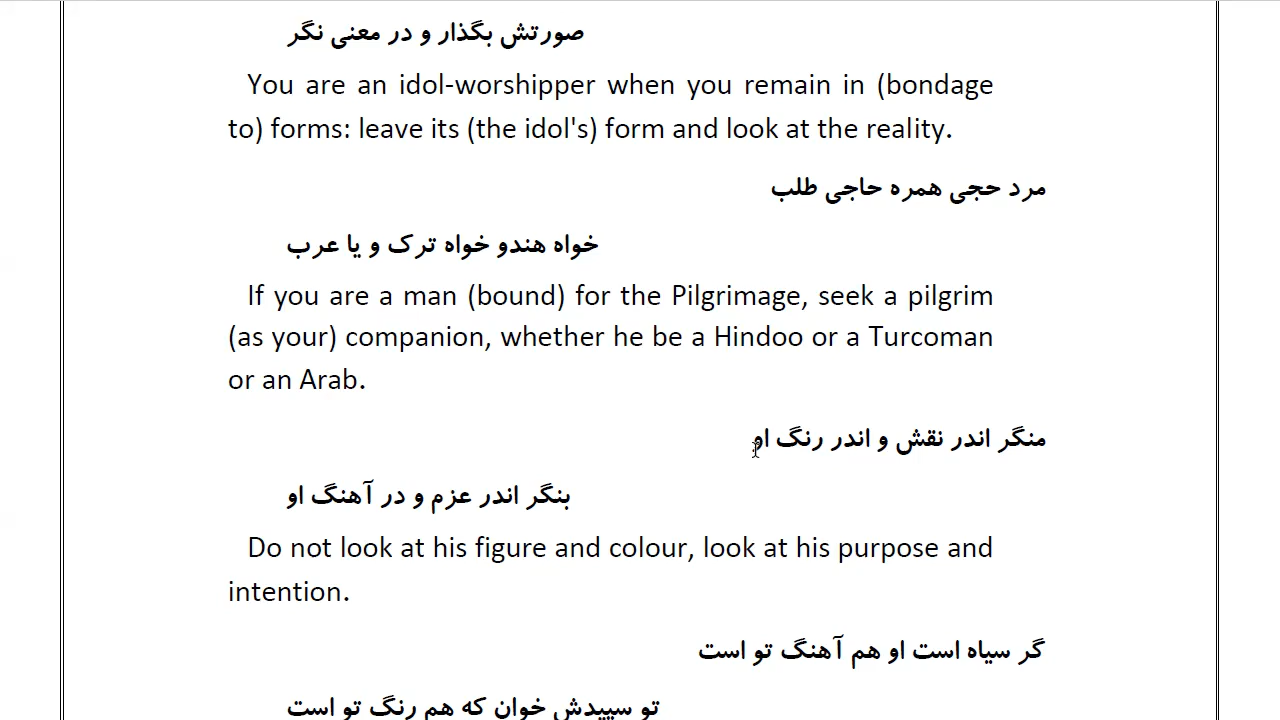 صورتش بگذار و در معنی نگر
You are an idol-worshipper when you remain in (bondage
to) forms: leave its (the idol's) form and look at the reality.
مرد حجی همره حاجی طلب
خواه هندو خواه ترک و یا عرب
If you are a man (bound) for the Pilgrimage, seek a pilgrim
(as your) companion, whether he be a Hindoo or a Turcoman
or an Arab.
منگر اندر نقش و اندر رنگ او
بنگر اندر عزم و در آهنگ او
Do not look at his figure and colour, look at his purpose and
intention.
گر سیاه است او هم آهنگ تو است
تو سپیدش خوان که هم رنگ تو است